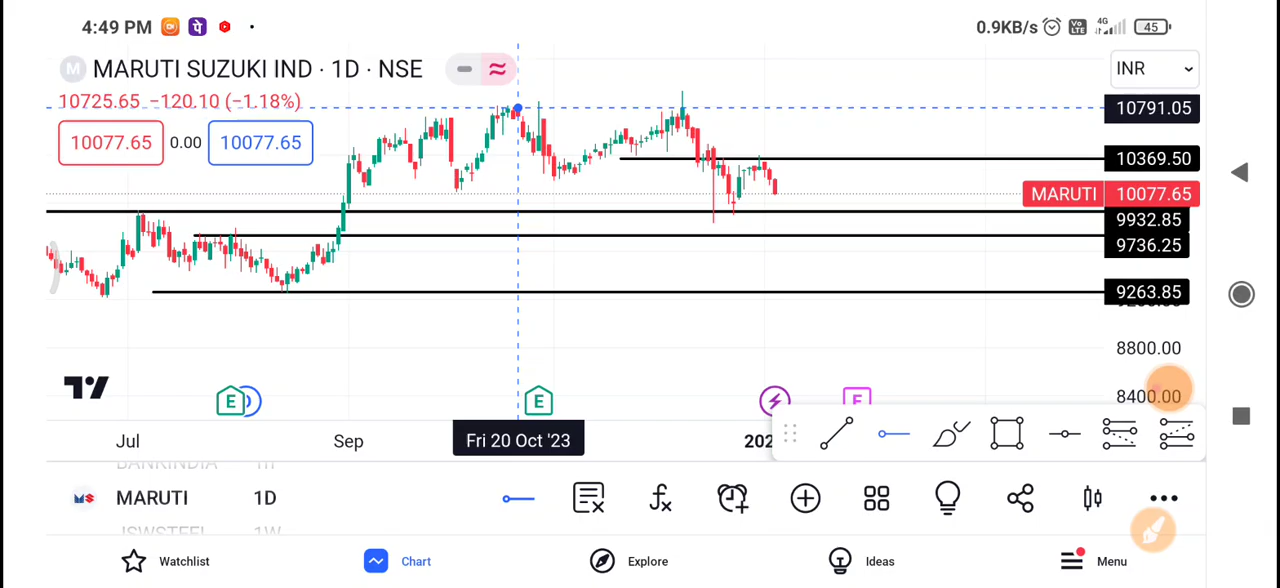 4:49 PM
0.9KB/s Vo LTE 4G 45
M MARUTI SUZUKI IND · 1D · NSE
INR
10725.65 −120.10 (−1.18%)
10791.05
10077.65 0.00 10077.65
10369.50
MARUTI 10077.65
9932.85
9736.25
9263.85
8800.00
8400.00
E E
Jul Sep Fri 20 Oct '23 202
BANKINDIA
MARUTI 1D
JSWSTEEL 1W
Watchlist Chart Explore Ideas Menu